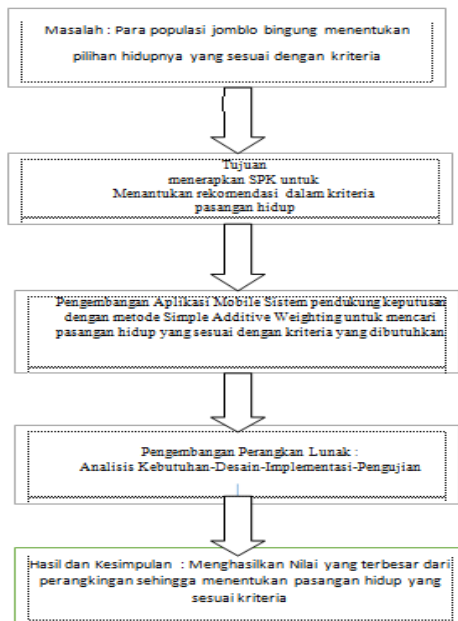 Masalah : Para populasi jomblo bingung menentukan
pilihan hidupnya yang sesuai dengan kriteria
Tujuan
menerapkan SPK untuk
Menantukan rekomendasi dalam kriteria
pasangan hidup
Pengembangan Aplikasi Mobile Sistem pendukung keputusan
dengan metode Simple Additive Weighting untuk mencari
pasangan hidup yang sesuai dengan kriteria yang dibutuhkan
Pengembangan Perangkan Lunak :
Analisis Kebutuhan-Desain-Implementasi-Pengujian
Hasil dan Kesimpulan : Menghasilkan Nilai yang terbesar dari
perangkingan sehingga menentukan pasangan hidup yang
sesuai kriteria